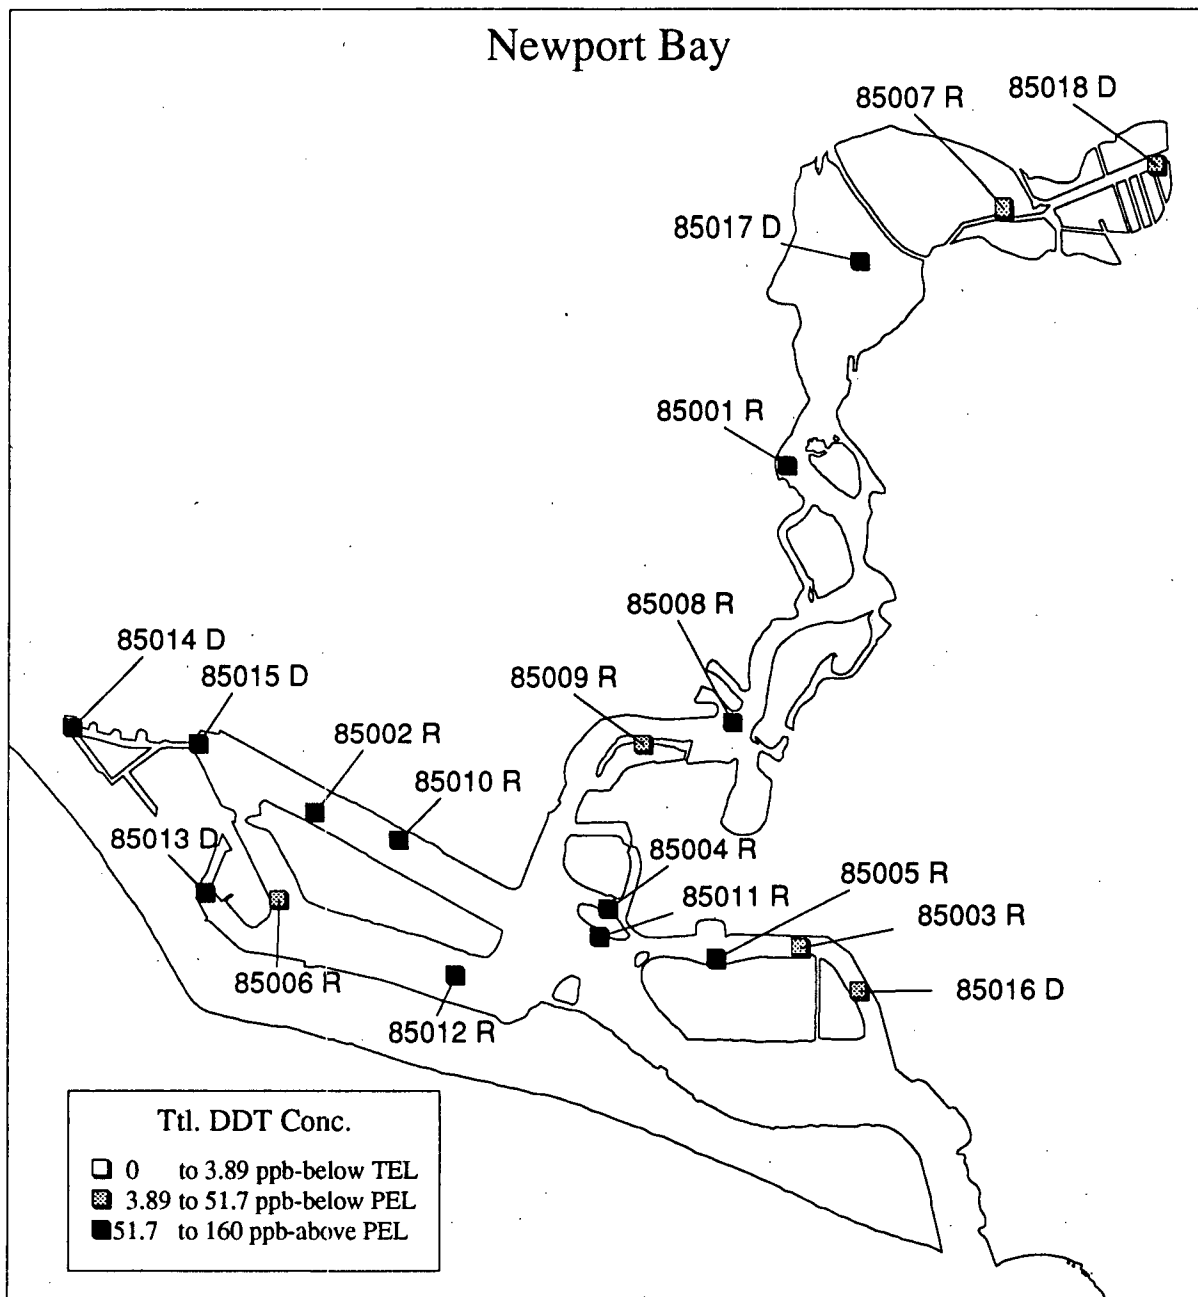 Newport Bay
85018 D
85007 R
85017 D
85001 R
85008 R
85014 D
85015 D
85009 R
85002 R
85010 R
85013 D
85004 R
85005 R
85011 R
85003 R
85006 R
85016 D
85012 R
Ttl. DDT Conc.
0 to 3.89 ppb-below TEL
3.89 to 51.7 ppb-below PEL
51.7 to 160 ppb-above PEL